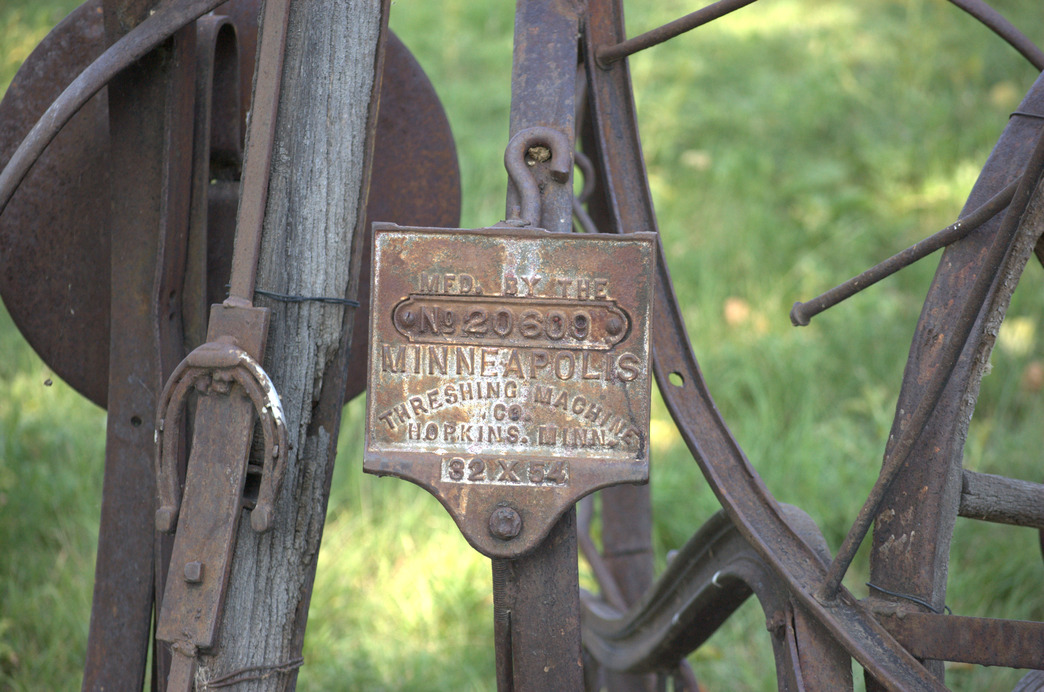 MFD. BY THE
No 20609
MINNEAPOLIS
THRESHING MACHINE
CO.
HOPKINS, MINN.
32 X 54